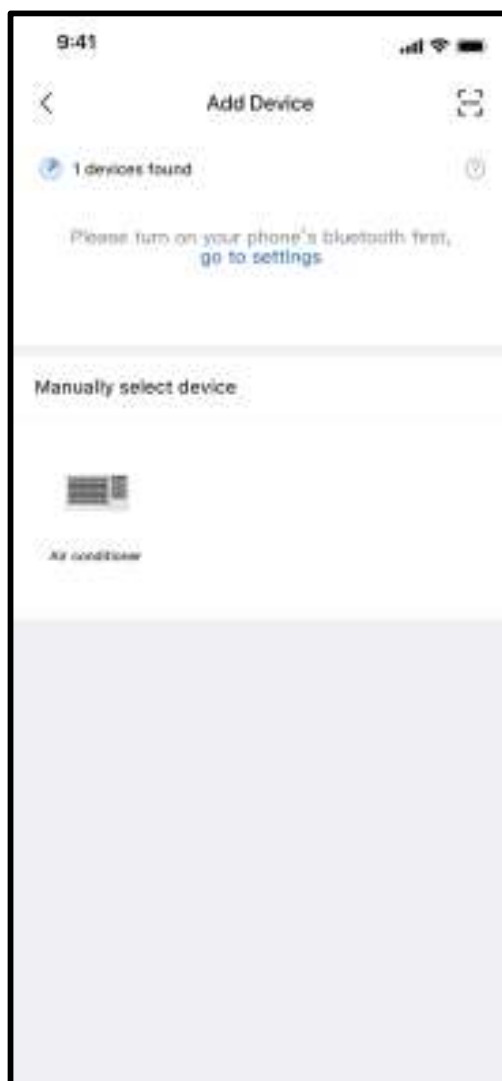 9:41
Add Device
1 devices found
Please turn on your phone's bluetooth first,
go to settings
Manually select device
Air conditioner